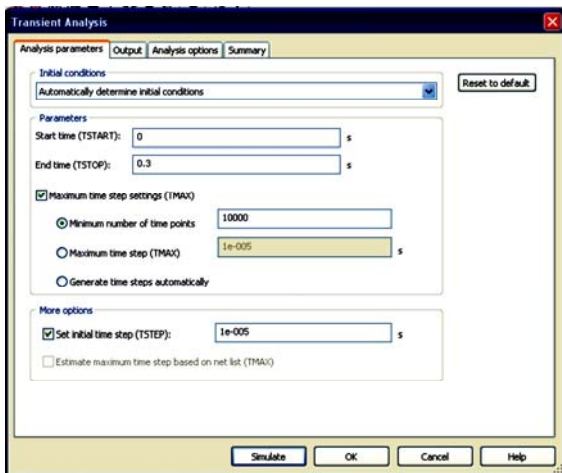 Transient Analysis
Analysis parameters Output Analysis options Summary
Initial conditions
Automatically determine initial conditions
Reset to default
Parameters
Start time (TSTART): 0 s
End time (TSTOP): 0.3 s
Maximum time step settings (TMAX)
Minimum number of time points 10000
Maximum time step (TMAX) 1e-005 s
Generate time steps automatically
More options
Set initial time step (TSTEP): 1e-005 s
Estimate maximum time step based on net list (TMAX)
Simulate OK Cancel Help